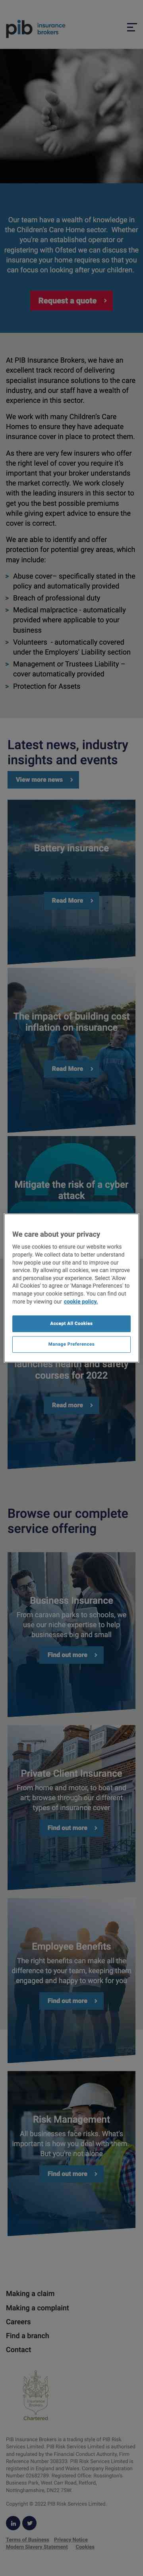 pib insurance
brokers
Our team have a wealth of knowledge in
the Children's Care Home sector. Whether
you're an established operator or
registering with Ofsted we can discuss the
insurance your home requires so that you
can focus on looking after your children.
Request a quote
At PIB Insurance Brokers, we have an
excellent track record of delivering
specialist insurance solutions to the care
industry, and our staff have a wealth of
experience in this sector.
We work with many Children's Care
Homes to ensure they have adequate
insurance in place to protect them.
As there are very few insurers who offer
the right level of cover you require it's
important that your broker understands
your needs. We work closely with the
leading insurers in the industry to get
you the best possible premiums
whilst giving expert advice to ensure the
cover is correct.
We are able to identify and offer
protection for potential grey areas, which
may include:
> Abuse cover– specifically stated in the
policy and automatically provided
> Breach of professional duty
> Medical malpractice - automatically
provided where applicable to your
business
> Volunteers - automatically covered
under the Employers' Liability section
> Management or Trustees Liability –
cover automatically provided
> Protection for Assets
Latest news, industry
insights and events
View more news
Battery insurance
Read More
The impact of building cost
inflation on insurance
Read More
Mitigate the risk of a cyber
attack
We care about your privacy
We use cookies to ensure our website works
properly. We collect data to better understand
how people use our site and to improve our
service. By allowing all cookies, we can improve
and personalise your experience. Select 'Allow
All Cookies' to agree or 'Manage Preferences' to
change what settings you allow. You can find out
more by viewing our cookie policy.
Accept All Cookies
Manage Preferences
launches health and safety
courses for 2022
Read more
Browse our complete
service offering
Business Insurance
From caravan parks to schools, we
use our niche expertise to help
businesses big and small
Find out more
Private Client Insurance
From home and motor, to boat and
art; browse through our different
types of insurance cover
Find out more
Employee Benefits
The right benefits can make all the
difference to your team, keeping them
engaged and happy to work for you
Find out more
Risk Management
All businesses face risks. What's
important is how you deal with them.
But you're not alone.
Find out more
Making a claim
Making a complaint
Careers
Find a branch
Contact
Chartered
PIB Insurance Brokers is a trading name of PIB Risk
Services Limited. PIB Risk Services Limited is authorised
and regulated by the Financial Conduct Authority, Firm
Reference Number 308333. PIB Risk Services Limited is
registered in England and Wales. Company Registration
Copyright © 2022 PIB Risk Services Limited.
Terms of Business Privacy Notice
Modern Slavery Statement Cookies